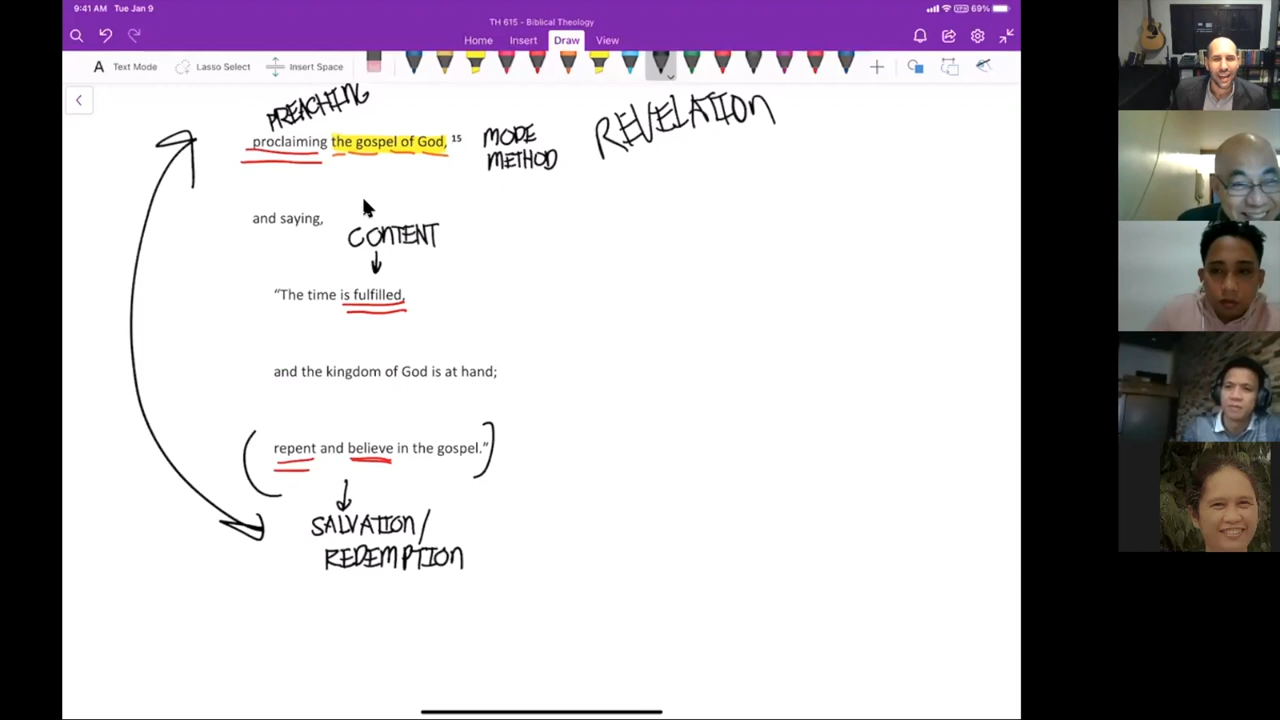 9:41 AM Tue Jan 9
69%
TH 615 - Biblical Theology
Home Insert Draw View
A Text Mode Lasso Select Insert Space
PREACHING
proclaiming the gospel of God, 15
MODE
METHOD
REVELATION
and saying,
CONTENT
“The time is fulfilled,
and the kingdom of God is at hand;
(repent and believe in the gospel.”)
SALVATION/
REDEMPTION